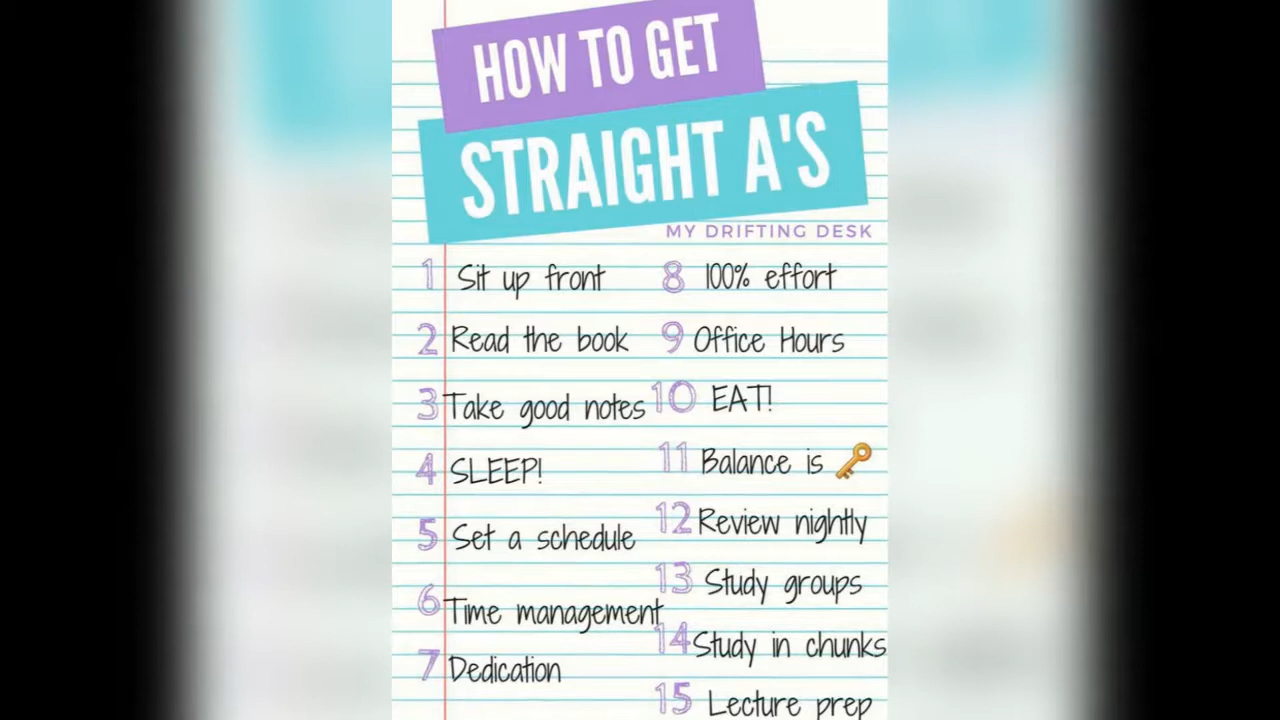 HOW TO GET
STRAIGHT A'S
MY DRIFTING DESK
1 Sit up front
2 Read the book
3 Take good notes
4 SLEEP!
5 Set a schedule
6 Time management
7 Dedication
8 100% effort
9 Office Hours
10 EAT!
11 Balance is 🔑
12 Review nightly
13 Study groups
14 Study in chunks
15 Lecture prep